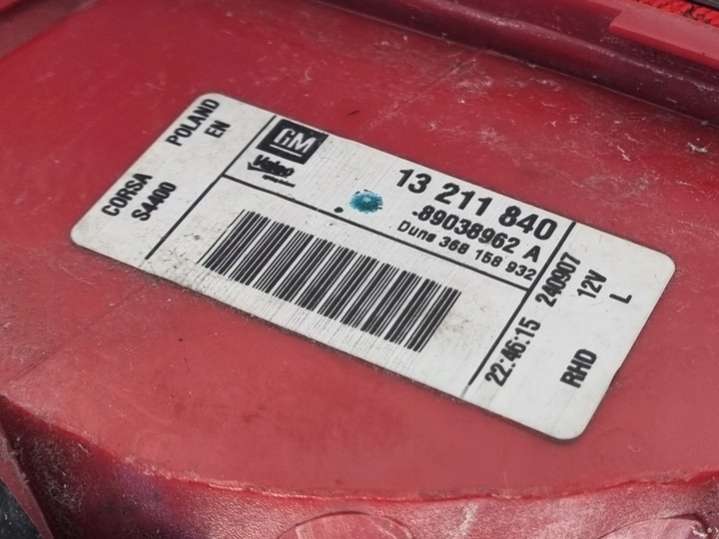 POLAND
EN
CORSA
S4400
GM
Valeo
13 211 840
-89038962 A
Duns 368 158 932
22:46:15 240907
12V
RHD L